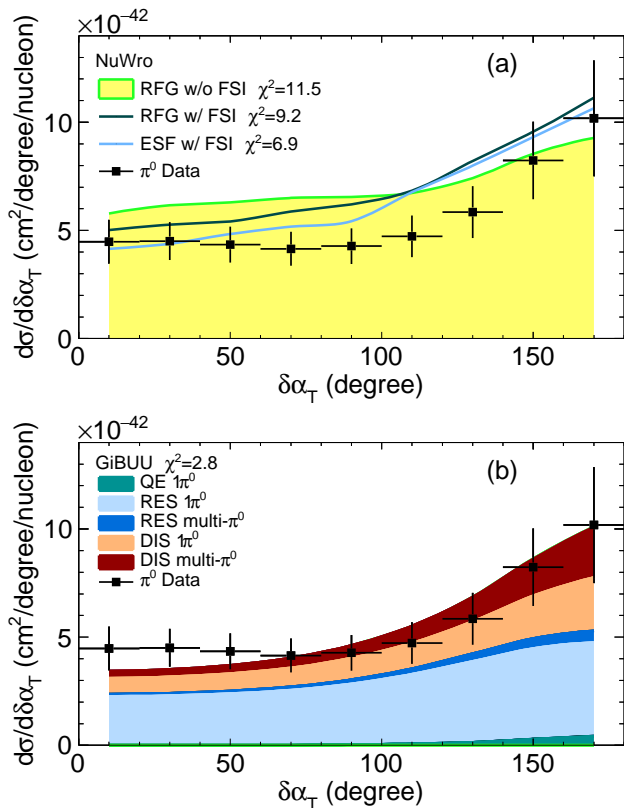 ×10⁻⁴²
NuWro
(a)
RFG w/o FSI χ²=11.5
RFG w/ FSI χ²=9.2
ESF w/ FSI χ²=6.9
π⁰ Data
10
5
0
dσ/dδα_T (cm²/degree/nucleon)
0 50 100 150
δα_T (degree)
×10⁻⁴²
GiBUU χ²=2.8
(b)
QE 1π⁰
RES 1π⁰
RES multi-π⁰
DIS 1π⁰
DIS multi-π⁰
π⁰ Data
10
5
0
dσ/dδα_T (cm²/degree/nucleon)
0 50 100 150
δα_T (degree)